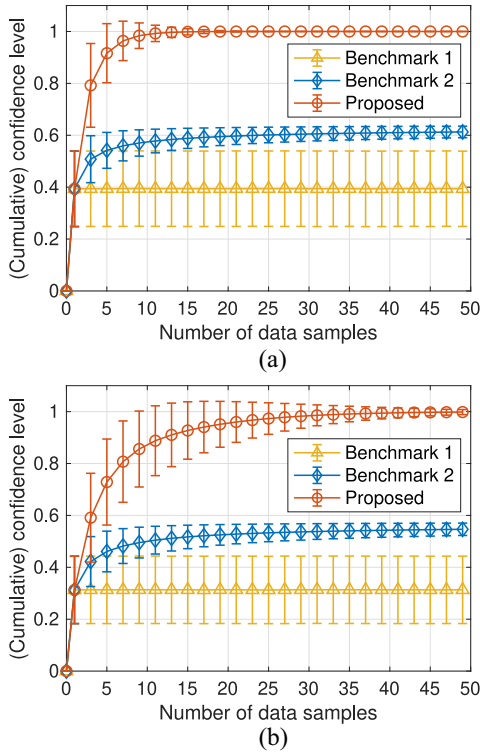 (Cumulative) confidence level
1
0.8
0.6
0.4
0.2
0
Benchmark 1
Benchmark 2
Proposed
0 5 10 15 20 25 30 35 40 45 50
Number of data samples
(a)
(Cumulative) confidence level
1
0.8
0.6
0.4
0.2
0
Benchmark 1
Benchmark 2
Proposed
0 5 10 15 20 25 30 35 40 45 50
Number of data samples
(b)